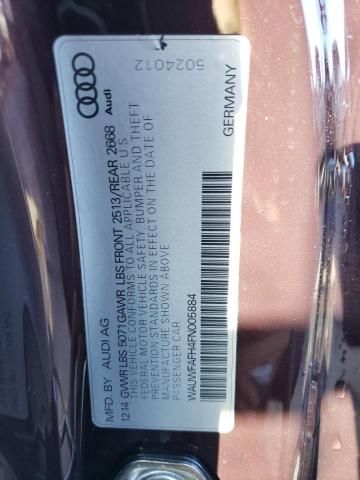 Audi
5024012
MFD. BY AUDI AG GERMANY
12.14 GWVR LBS 5071 GAWR LBS FRONT 2513/REAR 2668
THIS VEHICLE CONFORMS TO ALL APPLICABLE U S
FEDERAL MOTOR VEHICLE SAFETY, BUMPER AND THEFT
PREVENTION STANDARDS IN EFFECT ON THE DATE OF
MANUFACTURE SHOWN ABOVE
PASSENGER CAR
WAUWFAFH4FN005884